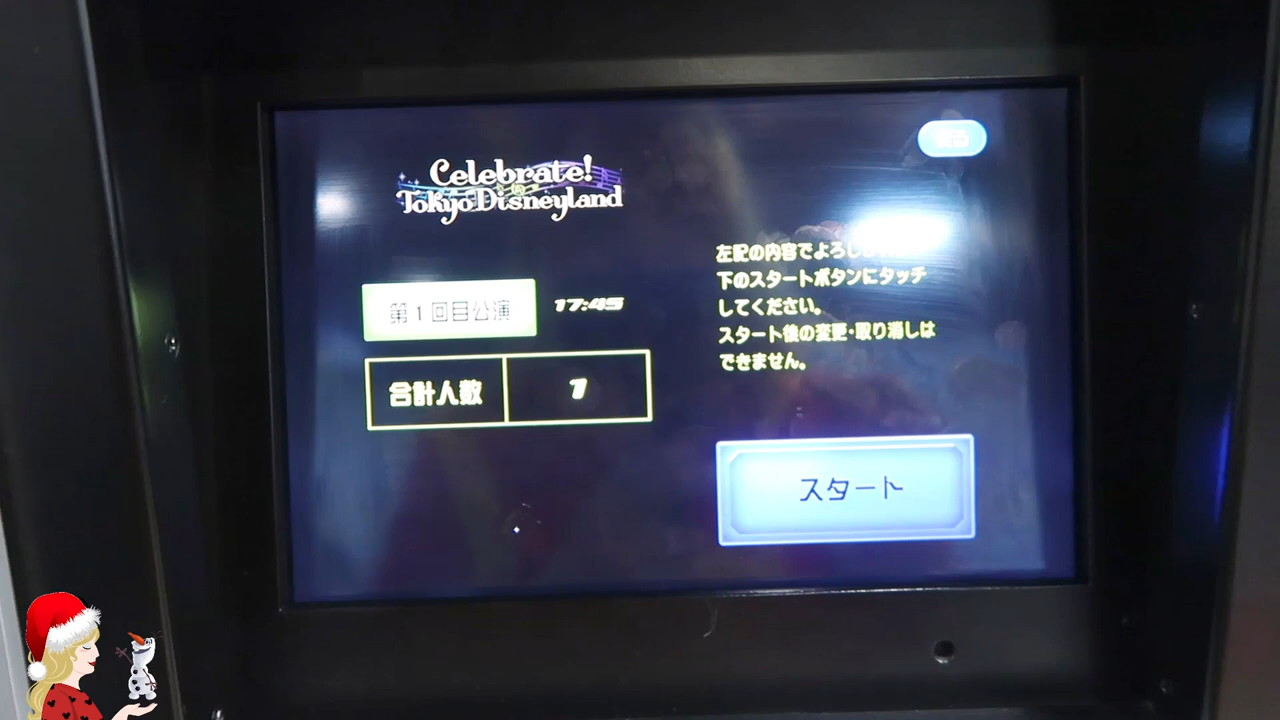 Celebrate!
Tokyo Disneyland
第1回目公演 17:45
合計人数 1
左記の内容でよろし
下のスタートボタンにタッチ
してください。
スタート後の変更・取り消しは
できません。
スタート